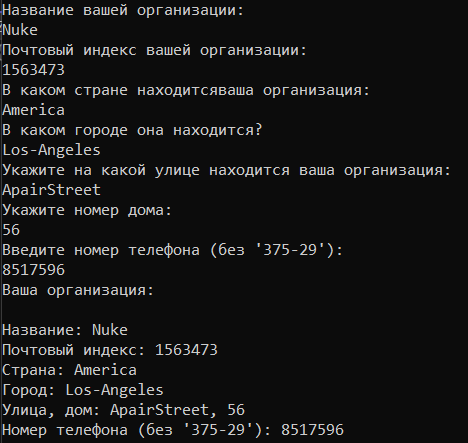 Название вашей организации:
Nuke
Почтовый индекс вашей организации:
1563473
В каком стране находитсяваша организация:
America
В каком городе она находится?
Los-Angeles
Укажите на какой улице находится ваша организация:
ApairStreet
Укажите номер дома:
56
Введите номер телефона (без '375-29'):
8517596
Ваша организация:

Название: Nuke
Почтовый индекс: 1563473
Страна: America
Город: Los-Angeles
Улица, дом: ApairStreet, 56
Номер телефона (без '375-29'): 8517596